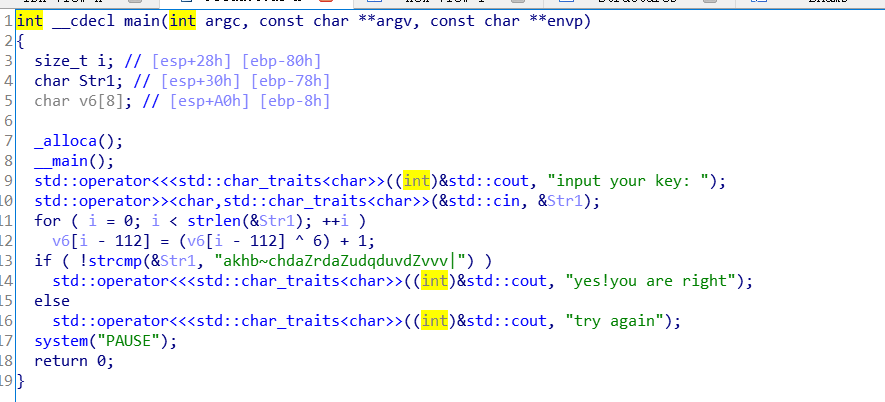 1 int __cdecl main(int argc, const char **argv, const char **envp)
2 {
3   size_t i; // [esp+28h] [ebp-80h]
4   char Str1; // [esp+30h] [ebp-78h]
5   char v6[8]; // [esp+A0h] [ebp-8h]
6
7   _alloca();
8   __main();
9   std::operator<<<std::char_traits<char>>((int)&std::cout, "input your key: ");
10   std::operator>><char,std::char_traits<char>>(&std::cin, &Str1);
11   for ( i = 0; i < strlen(&Str1); ++i )
12     v6[i - 112] = (v6[i - 112] ^ 6) + 1;
13   if ( !strcmp(&Str1, "akhb~chdaZrdaZudqduvdZvvv|") )
14     std::operator<<<std::char_traits<char>>((int)&std::cout, "yes!you are right");
15   else
16     std::operator<<<std::char_traits<char>>((int)&std::cout, "try again");
17   system("PAUSE");
18   return 0;
19 }